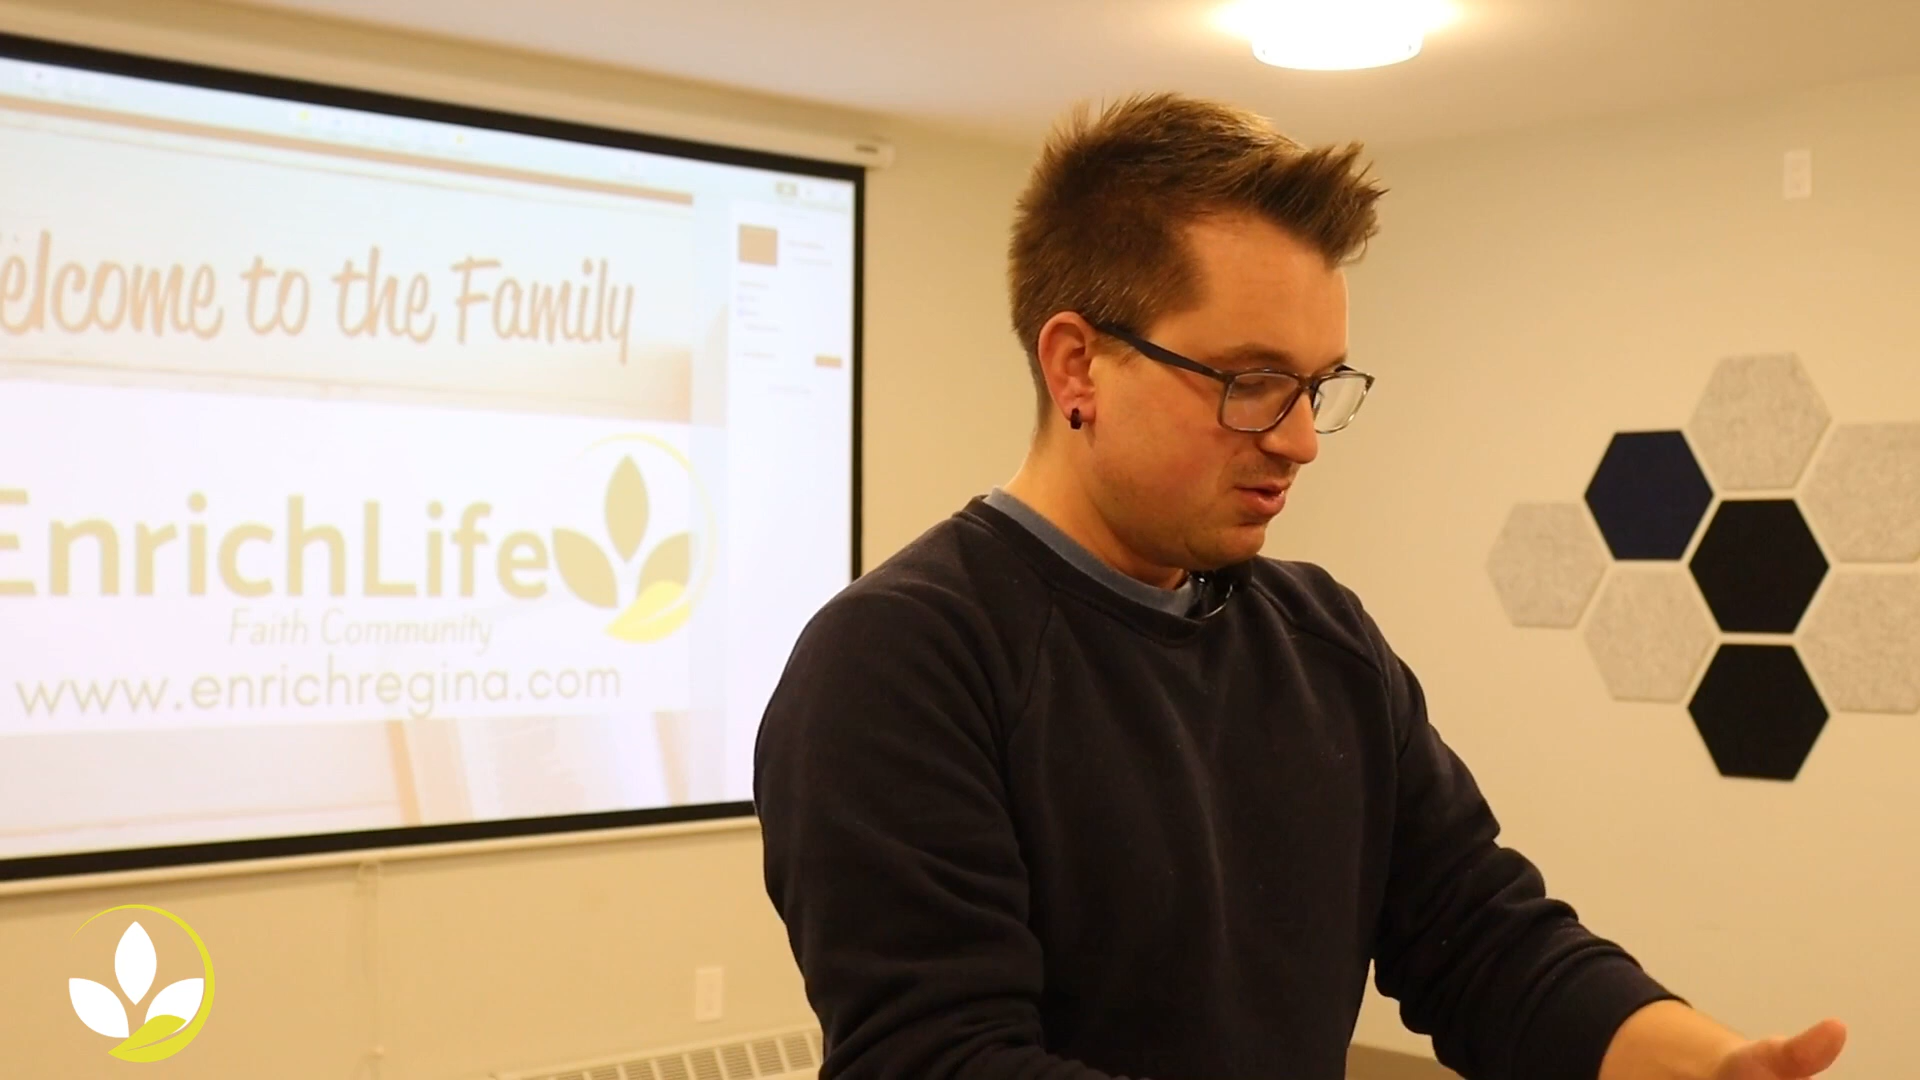 elcome to the Family
EnrichLife
Faith Community
www.enrichregina.com